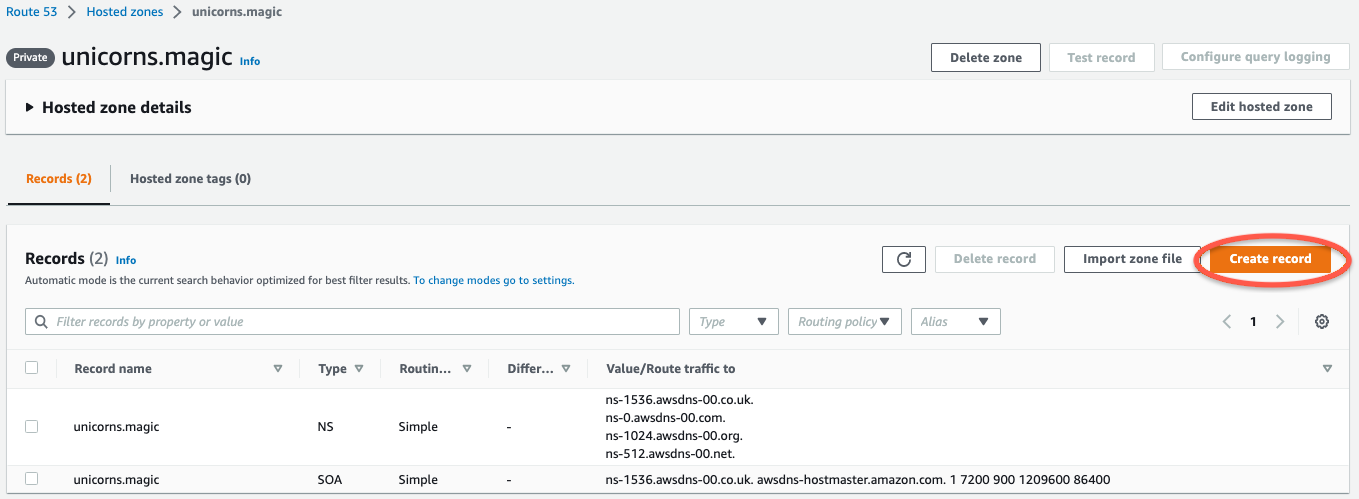 Route 53 > Hosted zones > unicorns.magic
Private unicorns.magic Info
Delete zone Test record Configure query logging
Hosted zone details Edit hosted zone
Records (2) Hosted zone tags (0)
Records (2) Info
Delete record Import zone file Create record
Automatic mode is the current search behavior optimized for best filter results. To change modes go to settings.
Filter records by property or value Type Routing policy Alias 1
Record name Type Routin... Differ... Value/Route traffic to
ns-1536.awsdns-00.co.uk.
ns-0.awsdns-00.com.
unicorns.magic NS Simple -
ns-1024.awsdns-00.org.
ns-512.awsdns-00.net.
unicorns.magic SOA Simple - ns-1536.awsdns-00.co.uk. awsdns-hostmaster.amazon.com. 1 7200 900 1209600 86400